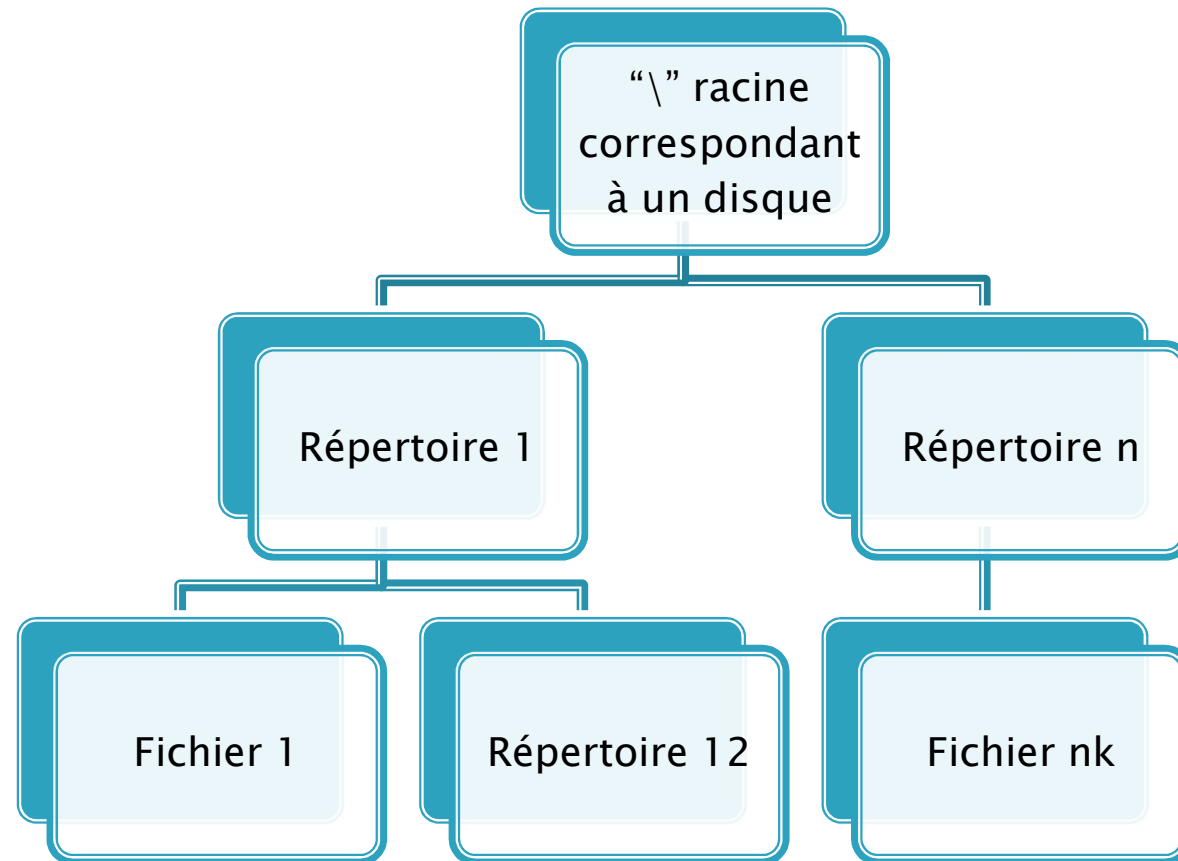 “\” racine
correspondant
à un disque
Répertoire 1
Répertoire n
Fichier 1
Répertoire 12
Fichier nk